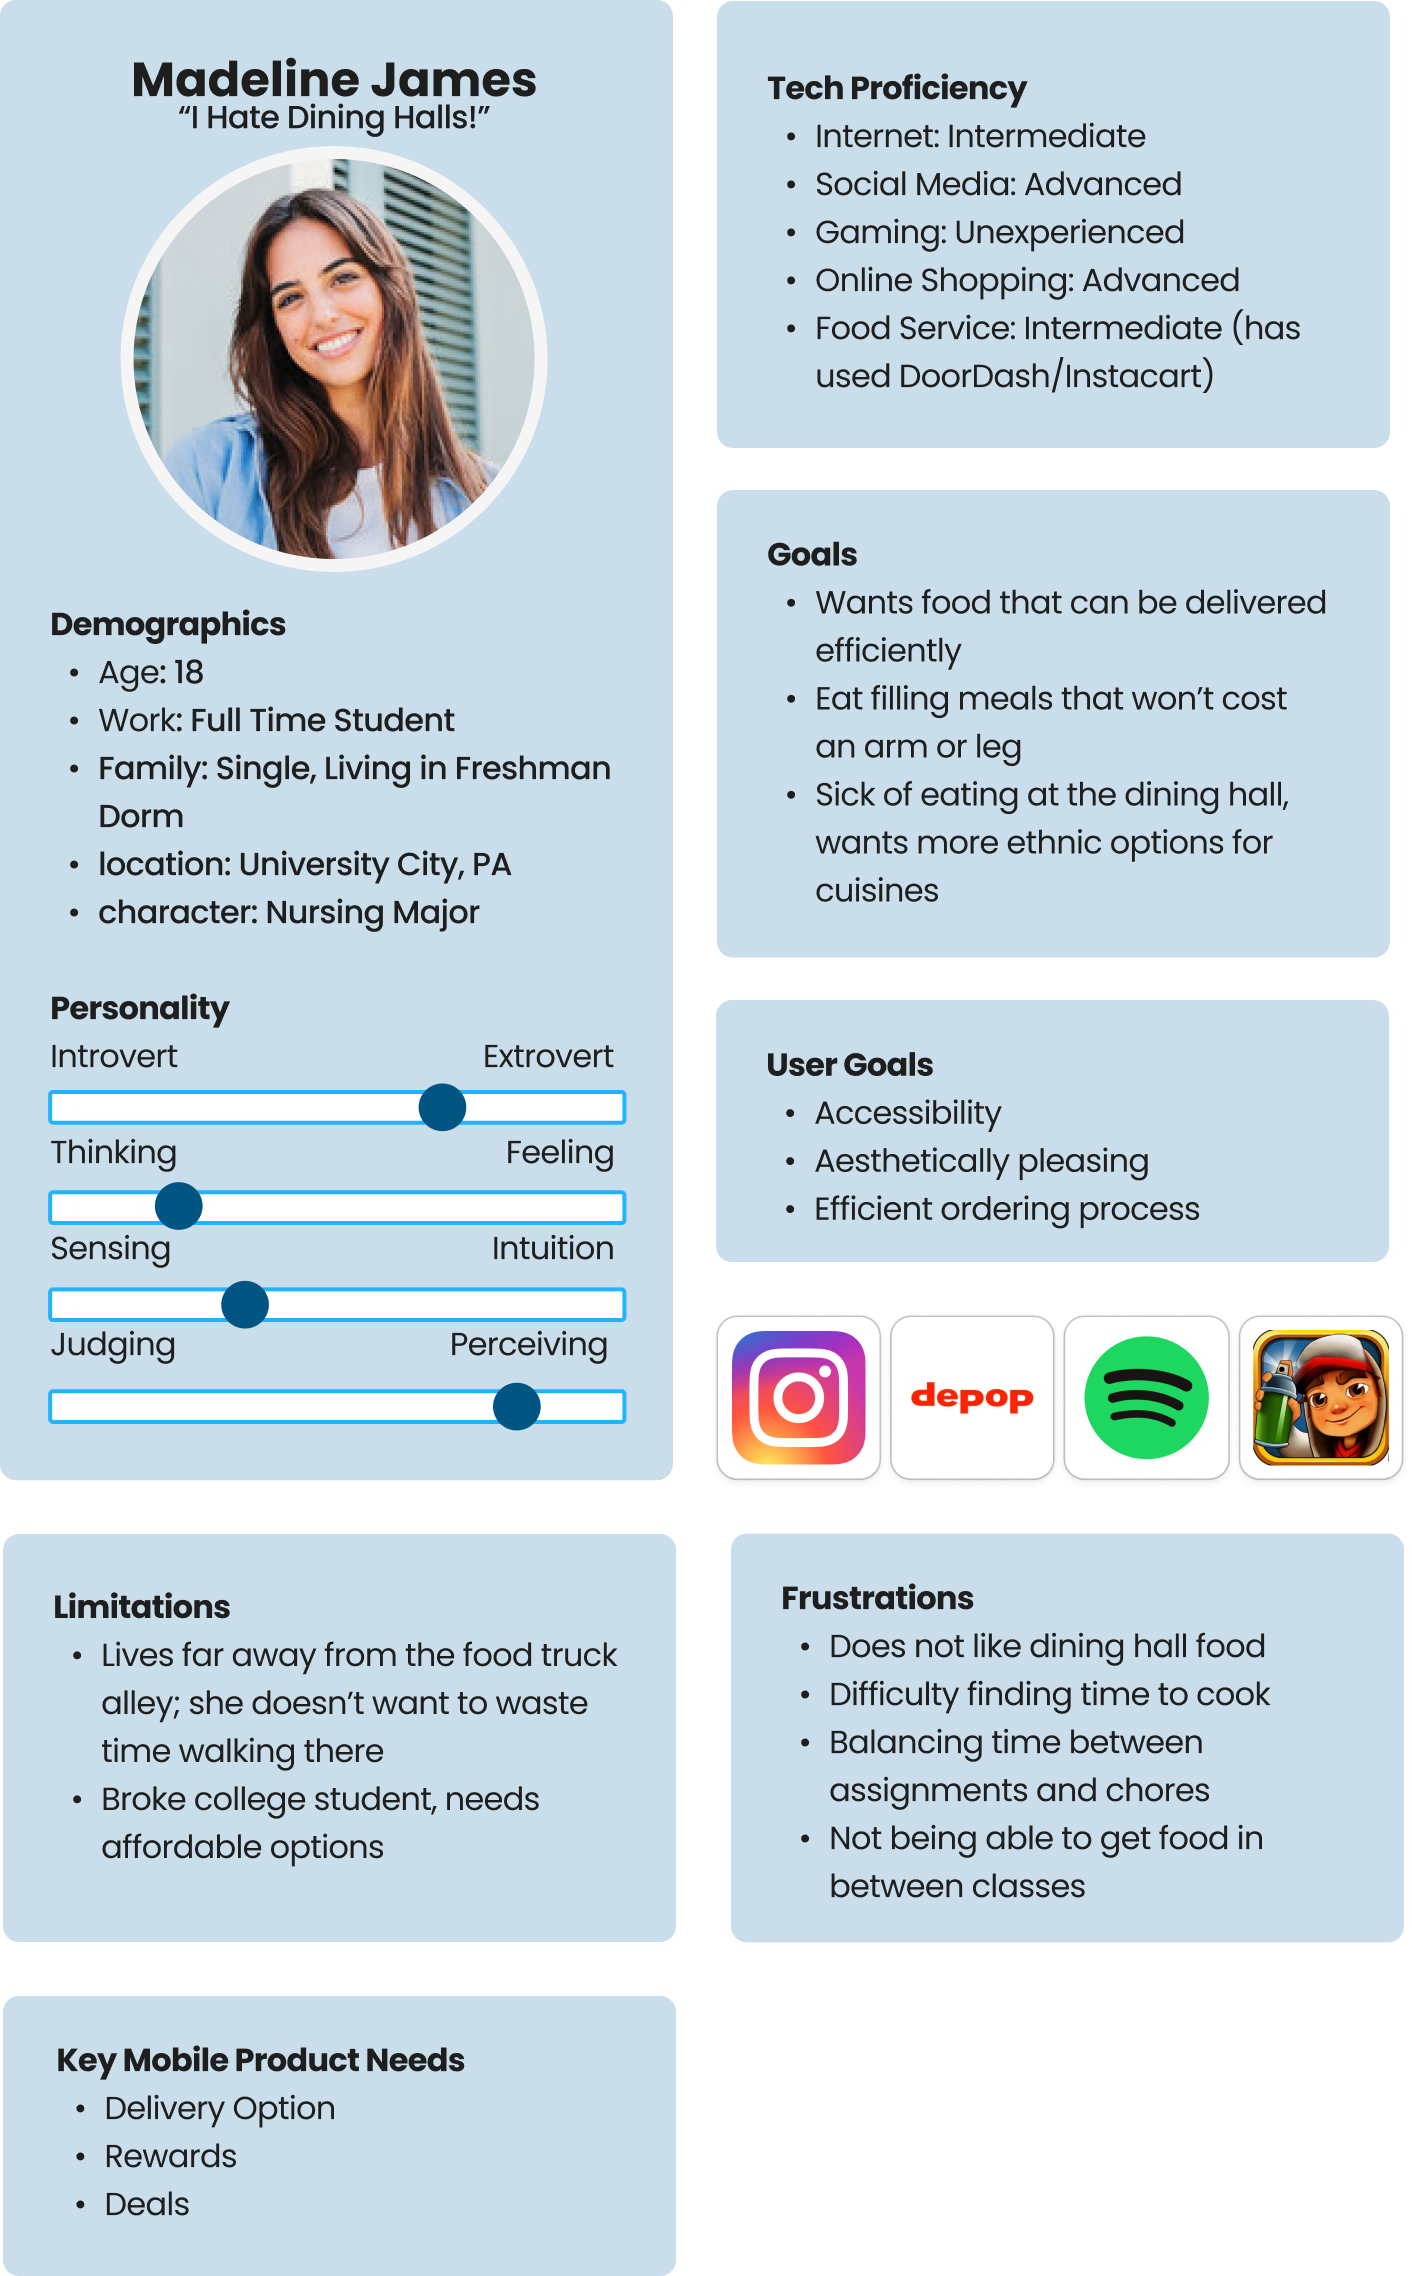 Madeline James
“I Hate Dining Halls!”
Demographics
• Age: 18
• Work: Full Time Student
• Family: Single, Living in Freshman
Dorm
• location: University City, PA
• character: Nursing Major
Personality
Introvert Extrovert
Thinking Feeling
Sensing Intuition
Judging Perceiving
Tech Proficiency
• Internet: Intermediate
• Social Media: Advanced
• Gaming: Unexperienced
• Online Shopping: Advanced
• Food Service: Intermediate (has
used DoorDash/Instacart)
Goals
• Wants food that can be delivered
efficiently
• Eat filling meals that won’t cost
an arm or leg
• Sick of eating at the dining hall,
wants more ethnic options for
cuisines
User Goals
• Accessibility
• Aesthetically pleasing
• Efficient ordering process
depop
Limitations
• Lives far away from the food truck
alley; she doesn’t want to waste
time walking there
• Broke college student, needs
affordable options
Frustrations
• Does not like dining hall food
• Difficulty finding time to cook
• Balancing time between
assignments and chores
• Not being able to get food in
between classes
Key Mobile Product Needs
• Delivery Option
• Rewards
• Deals